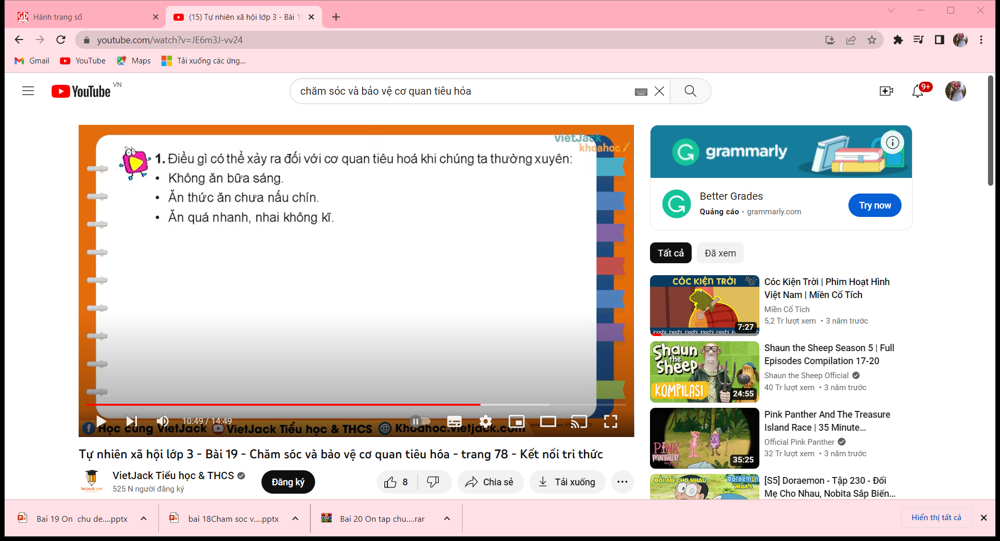 Hành trang số
(15) Tự nhiên xã hội lớp 3 - Bài 19
youtube.com/watch?v=JE6m3J-vv24
Gmail
YouTube
Maps
Tải xuống các ứng...
YouTube VN
chăm sóc và bảo vệ cơ quan tiêu hóa
9+
vietJack
khoahoc
1. Điều gì có thể xảy ra đối với cơ quan tiêu hoá khi chúng ta thường xuyên:
• Không ăn bữa sáng.
• Ăn thức ăn chưa nấu chín.
• Ăn quá nhanh, nhai không kĩ.
10:49 / 14:49
Học cùng VietJack VietJack Tiểu học & THCS Khoahoc.vietjack.com
Tự nhiên xã hội lớp 3 - Bài 19 - Chăm sóc và bảo vệ cơ quan tiêu hóa - trang 78 - Kết nối tri thức
VietJack Tiểu học & THCS
525 N người đăng ký
Đăng ký
8
Chia sẻ
Tải xuống
grammarly
Better Grades
Quảng cáo · grammarly.com
Try now
Tất cả
Đã xem
CÓC KIỆN TRỜI
inochi inochi inochi inochi inochi
7:27
Cóc Kiện Trời | Phim Hoạt Hình
Việt Nam | Miền Cổ Tích
Miền Cổ Tích
5,2 Tr lượt xem • 3 năm trước
Shaun
the
Sheep
KOMPILASI
24:55
Shaun the Sheep Season 5 | Full
Episodes Compilation 17-20
Shaun the Sheep Official
40 Tr lượt xem • 3 năm trước
PINK
PANTHER
35:25
Pink Panther And The Treasure
Island Race | 35 Minute...
Official Pink Panther
32 Tr lượt xem • 3 năm trước
ĐỔI MẸ CHO NHAU
Doraemon
MÙA 5
[S5] Doraemon - Tập 230 - Đổi
Mẹ Cho Nhau, Nobita Sắp Biến...
Bai 19 On chu de....pptx
bai 18Cham soc v....pptx
Bai 20 On tap chu....rar
Hiển thị tất cả